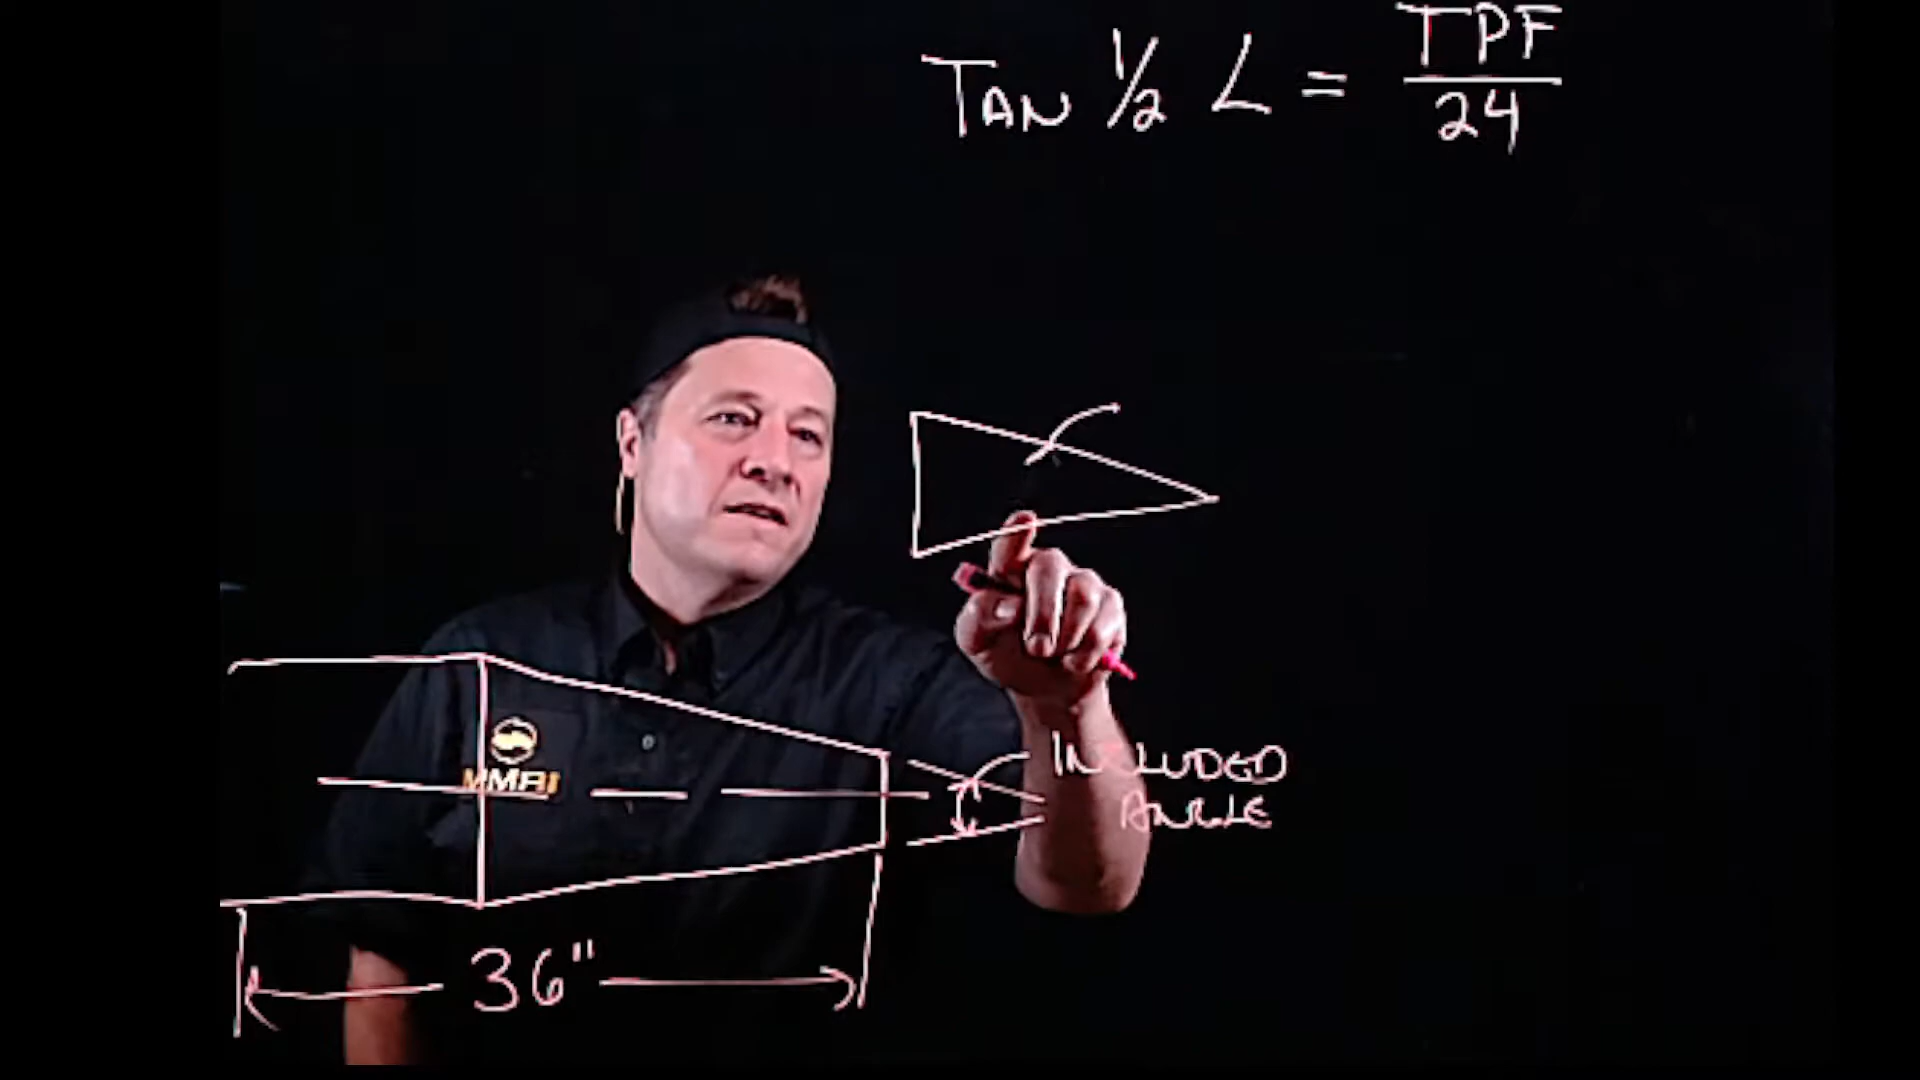 TAN 1/2 ∠ = TPF/24
MMRI
INCLUDED
ANGLE
36"